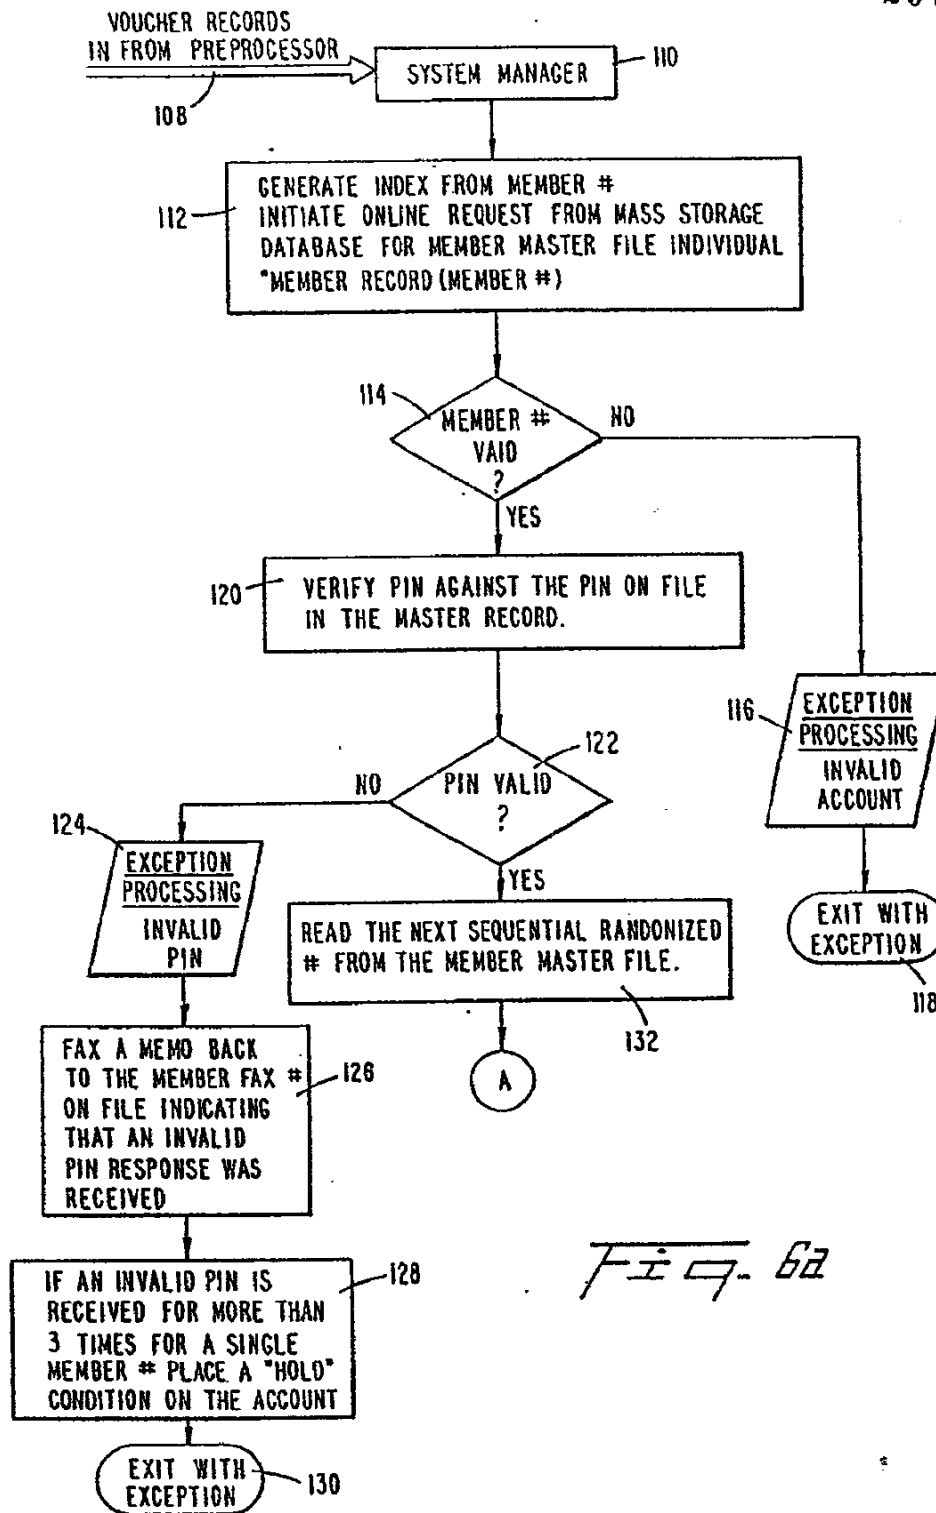 VOUCHER RECORDS
IN FROM PREPROCESSOR
108
SYSTEM MANAGER
110
GENERATE INDEX FROM MEMBER #
INITIATE ONLINE REQUEST FROM MASS STORAGE
DATABASE FOR MEMBER MASTER FILE INDIVIDUAL
"MEMBER RECORD (MEMBER #)
112
114
MEMBER #
VAID
?
NO
YES
120
VERIFY PIN AGAINST THE PIN ON FILE
IN THE MASTER RECORD.
116
EXCEPTION
PROCESSING
INVALID
ACCOUNT
122
PIN VALID
?
NO
YES
124
EXCEPTION
PROCESSING
INVALID
PIN
READ THE NEXT SEQUENTIAL RANDONIZED
# FROM THE MEMBER MASTER FILE.
132
EXIT WITH
EXCEPTION
118
A
FAX A MEMO BACK
TO THE MEMBER FAX #
ON FILE INDICATING
THAT AN INVALID
PIN RESPONSE WAS
RECEIVED
126
IF AN INVALID PIN IS
RECEIVED FOR MORE THAN
3 TIMES FOR A SINGLE
MEMBER # PLACE A "HOLD"
CONDITION ON THE ACCOUNT
128
EXIT WITH
EXCEPTION
130
Fig. 6a